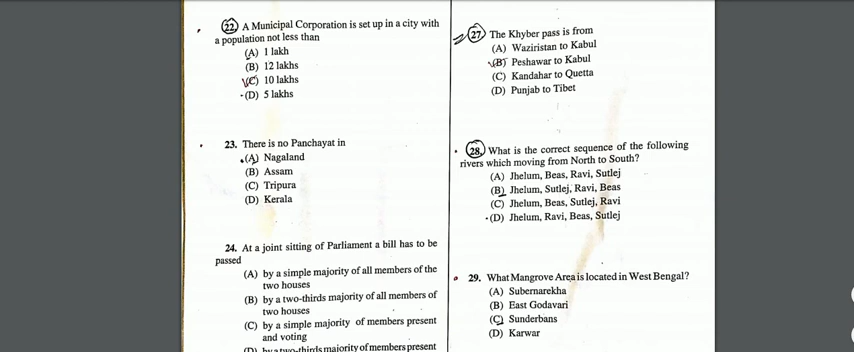 22. A Municipal Corporation is set up in a city with
a population not less than
(A) 1 lakh
(B) 12 lakhs
(C) 10 lakhs
(D) 5 lakhs
23. There is no Panchayat in
(A) Nagaland
(B) Assam
(C) Tripura
(D) Kerala
24. At a joint sitting of Parliament a bill has to be
passed
(A) by a simple majority of all members of the
two houses
(B) by a two-thirds majority of all members of
two houses
(C) by a simple majority of members present
and voting
(D) by a two-thirds majority of members present
27. The Khyber pass is from
(A) Waziristan to Kabul
(B) Peshawar to Kabul
(C) Kandahar to Quetta
(D) Punjab to Tibet
28. What is the correct sequence of the following
rivers which moving from North to South?
(A) Jhelum, Beas, Ravi, Sutlej
(B) Jhelum, Sutlej, Ravi, Beas
(C) Jhelum, Beas, Sutlej, Ravi
(D) Jhelum, Ravi, Beas, Sutlej
29. What Mangrove Area is located in West Bengal?
(A) Subernarekha
(B) East Godavari
(C) Sunderbans
(D) Karwar